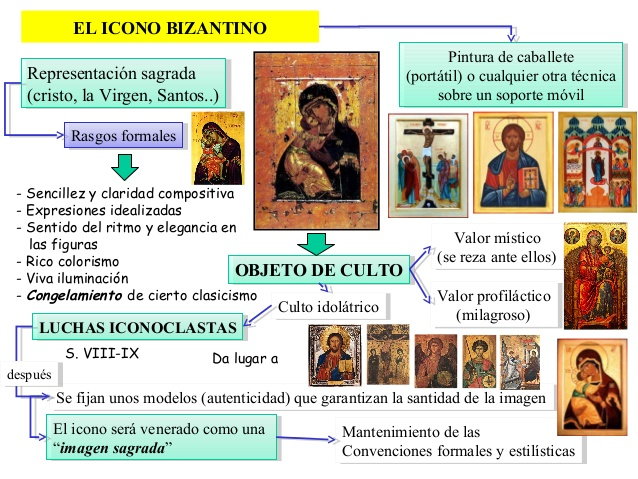 EL ICONO BIZANTINO
Representación sagrada
(cristo, la Virgen, Santos..)
Pintura de caballete
(portátil) o cualquier otra técnica
sobre un soporte móvil
Rasgos formales
- Sencillez y claridad compositiva
- Expresiones idealizadas
- Sentido del ritmo y elegancia en
las figuras
- Rico colorismo
- Viva iluminación
- Congelamiento de cierto clasicismo
OBJETO DE CULTO
Valor místico
(se reza ante ellos)
Valor profiláctico
(milagroso)
Culto idolátrico
LUCHAS ICONOCLASTAS
S. VIII-IX
Da lugar a
después
Se fijan unos modelos (autenticidad) que garantizan la santidad de la imagen
El icono será venerado como una
“imagen sagrada”
Mantenimiento de las
Convenciones formales y estilísticas